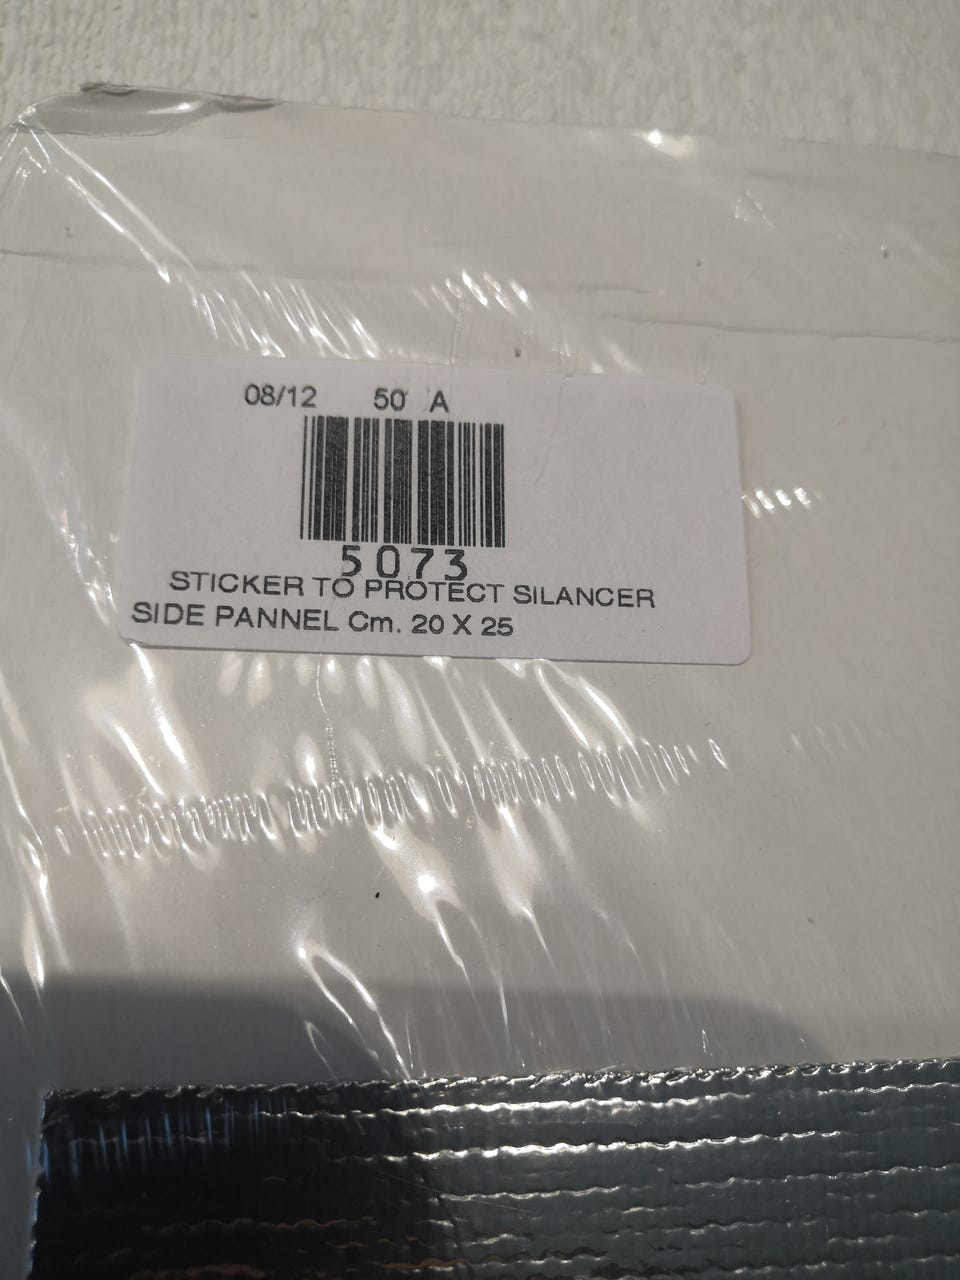 08/12 50 A
5073
STICKER TO PROTECT SILANCER
SIDE PANNEL Cm. 20 X 25